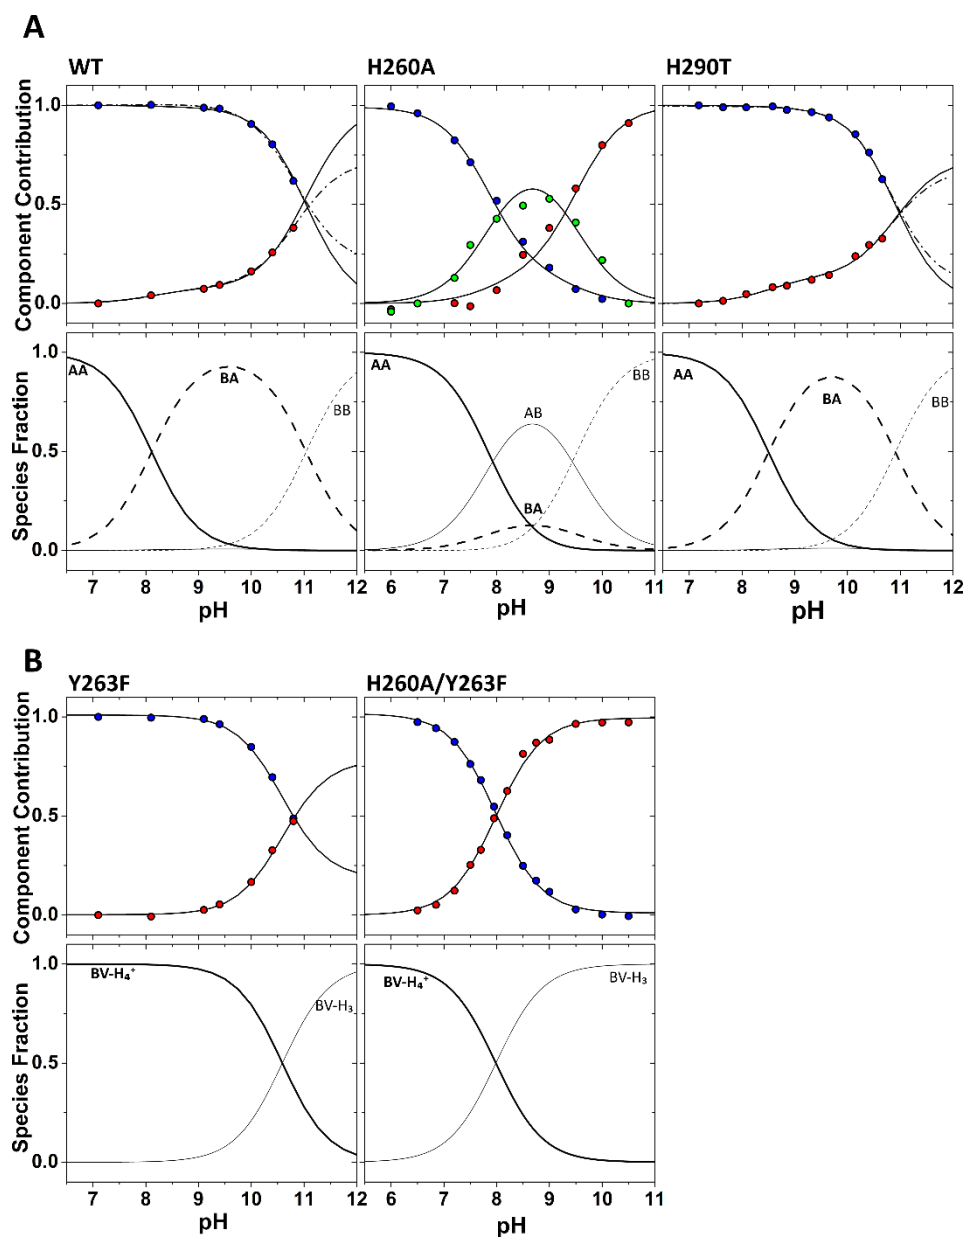 A
WT
H260A
H290T
Component Contribution
1.0
0.5
0.0
Species Fraction
1.0
0.5
0.0
AA
BA
BB
AA
AB
BA
BB
AA
BA
BB
7 8 9 10 11 12
6 7 8 9 10 11
7 8 9 10 11 12
pH
pH
pH
B
Y263F
H260A/Y263F
Component Contribution
1.0
0.5
0.0
Species Fraction
1.0
0.5
0.0
BV-H₄⁺
BV-H₃
BV-H₄⁺
BV-H₃
7 8 9 10 11 12
6 7 8 9 10 11
pH
pH